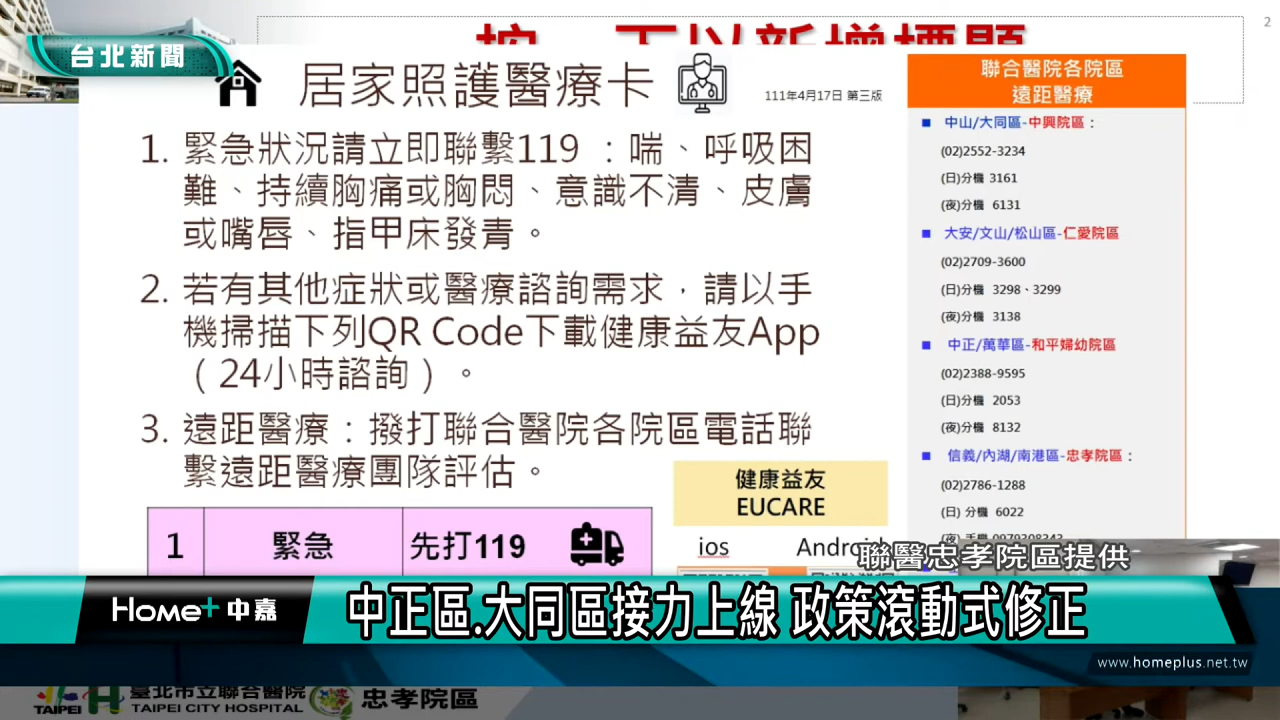 2
按一下以新增標題
台北新聞
居家照護醫療卡
111年4月17日 第三版
1. 緊急狀況請立即聯繫119 ：喘、呼吸困
難、持續胸痛或胸悶、意識不清、皮膚
或嘴唇、指甲床發青。
2. 若有其他症狀或醫療諮詢需求，請以手
機掃描下列QR Code下載健康益友App
（24小時諮詢）。
3. 遠距醫療：撥打聯合醫院各院區電話聯
繫遠距醫療團隊評估。
1 緊急 先打119
健康益友
EUCARE
ios Android
聯合醫院各院區
遠距醫療
■ 中山/大同區-中興院區：
(02)2552-3234
(日)分機 3161
(夜)分機 6131
■ 大安/文山/松山區-仁愛院區
(02)2709-3600
(日)分機 3298、3299
(夜)分機 3138
■ 中正/萬華區-和平婦幼院區
(02)2388-9595
(日)分機 2053
(夜)分機 8132
■ 信義/內湖/南港區-忠孝院區：
(02)2786-1288
(日) 分機 6022
(夜) 手機 0979308343
聯醫忠孝院區提供
Home+中嘉
中正區.大同區接力上線 政策滾動式修正
www.homeplus.net.tw
TAIPEI
臺北市立聯合醫院
TAIPEI CITY HOSPITAL
忠孝院區